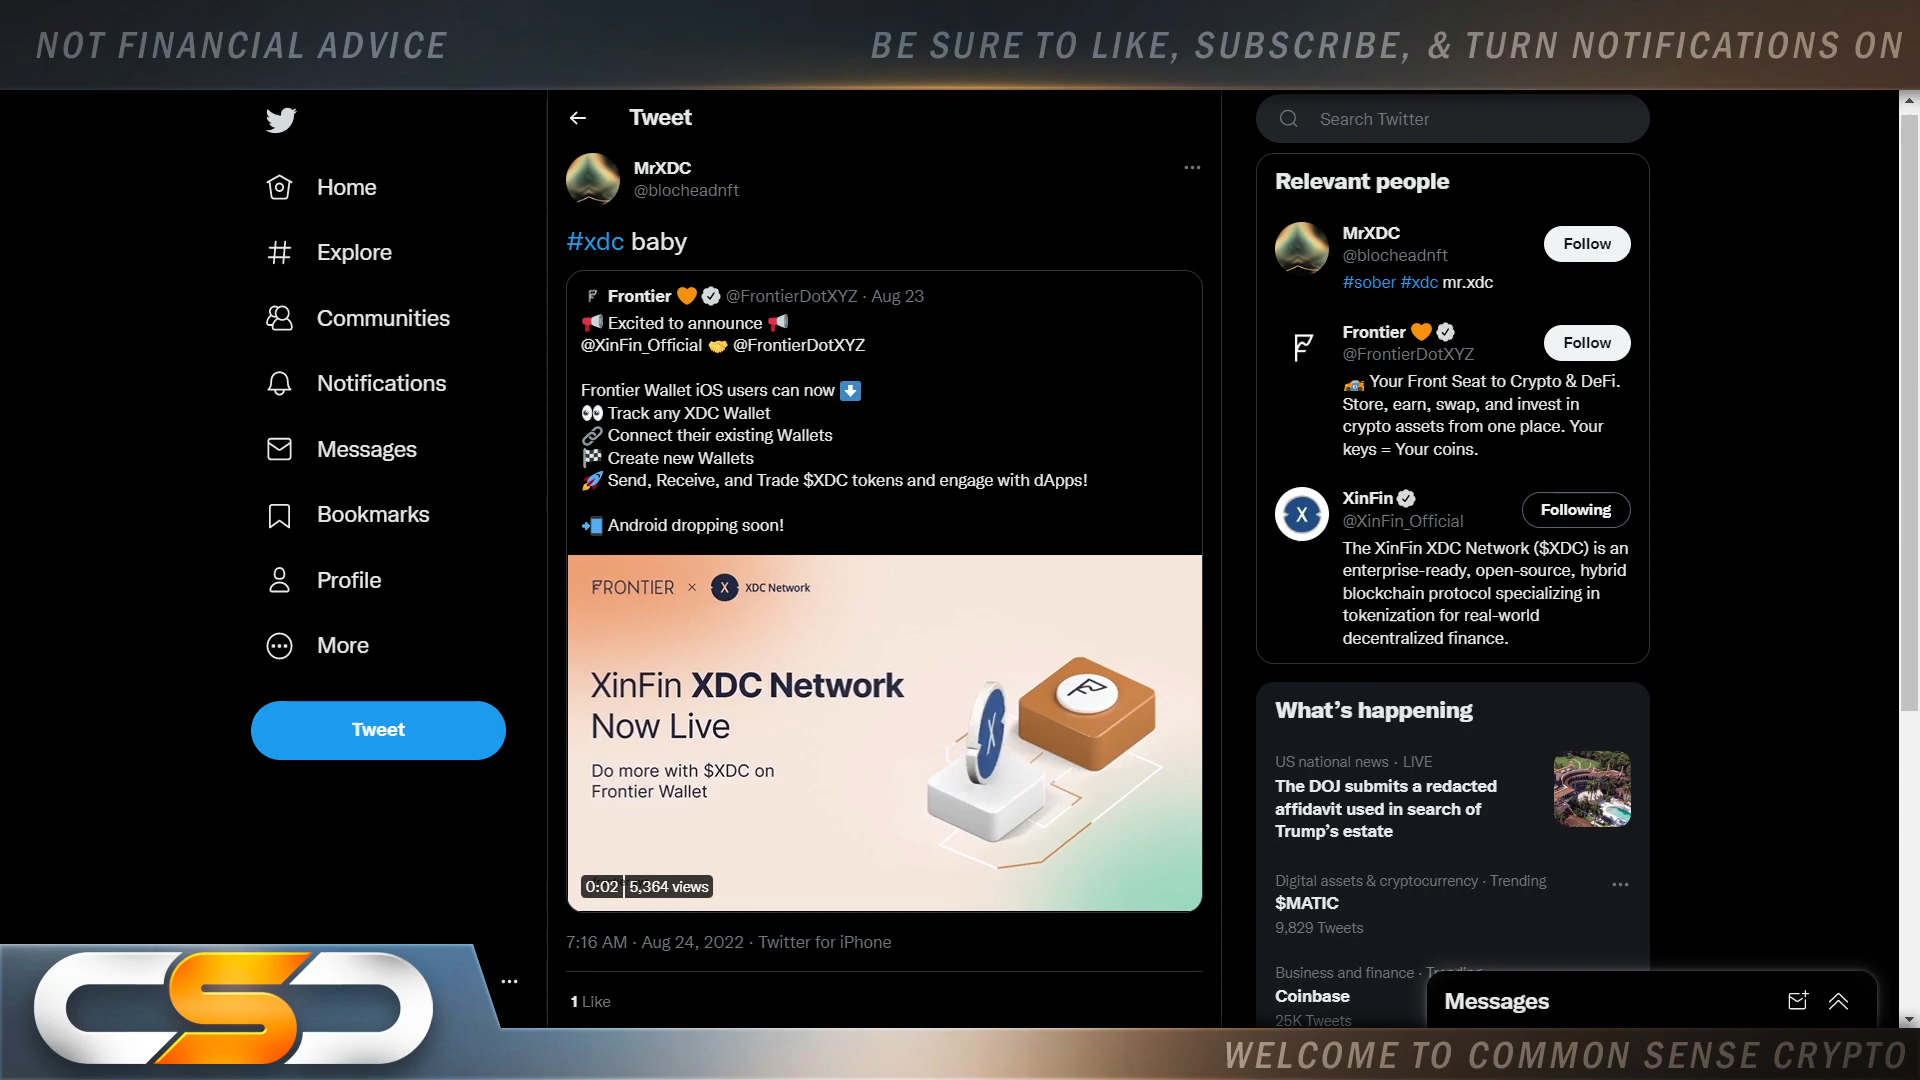 NOT FINANCIAL ADVICE
BE SURE TO LIKE, SUBSCRIBE, & TURN NOTIFICATIONS ON
Home
Explore
Communities
Notifications
Messages
Bookmarks
Profile
More
Tweet
Tweet
MrXDC
@blocheadnft
#xdc baby
Frontier 🧡 @FrontierDotXYZ · Aug 23
📢 Excited to announce 📢
@XinFin_Official 🤝 @FrontierDotXYZ
Frontier Wallet iOS users can now ⬇️
👀 Track any XDC Wallet
🔗 Connect their existing Wallets
🏁 Create new Wallets
🚀 Send, Receive, and Trade $XDC tokens and engage with dApps!
📲 Android dropping soon!
FRONTIER × X XDC Network
XinFin XDC Network
Now Live
Do more with $XDC on
Frontier Wallet
0:02 5,364 views
7:16 AM · Aug 24, 2022 · Twitter for iPhone
1 Like
Search Twitter
Relevant people
MrXDC
@blocheadnft
Follow
#sober #xdc mr.xdc
Frontier 🧡
@FrontierDotXYZ
Follow
🚘 Your Front Seat to Crypto & DeFi.
Store, earn, swap, and invest in
crypto assets from one place. Your
keys = Your coins.
X
XinFin
@XinFin_Official
Following
The XinFin XDC Network ($XDC) is an
enterprise-ready, open-source, hybrid
blockchain protocol specializing in
tokenization for real-world
decentralized finance.
What's happening
US national news · LIVE
The DOJ submits a redacted
affidavit used in search of
Trump's estate
Digital assets & cryptocurrency · Trending
$MATIC
9,829 Tweets
Business and finance · Trending
Coinbase
25K Tweets
Messages
CSC
WELCOME TO COMMON SENSE CRYPTO